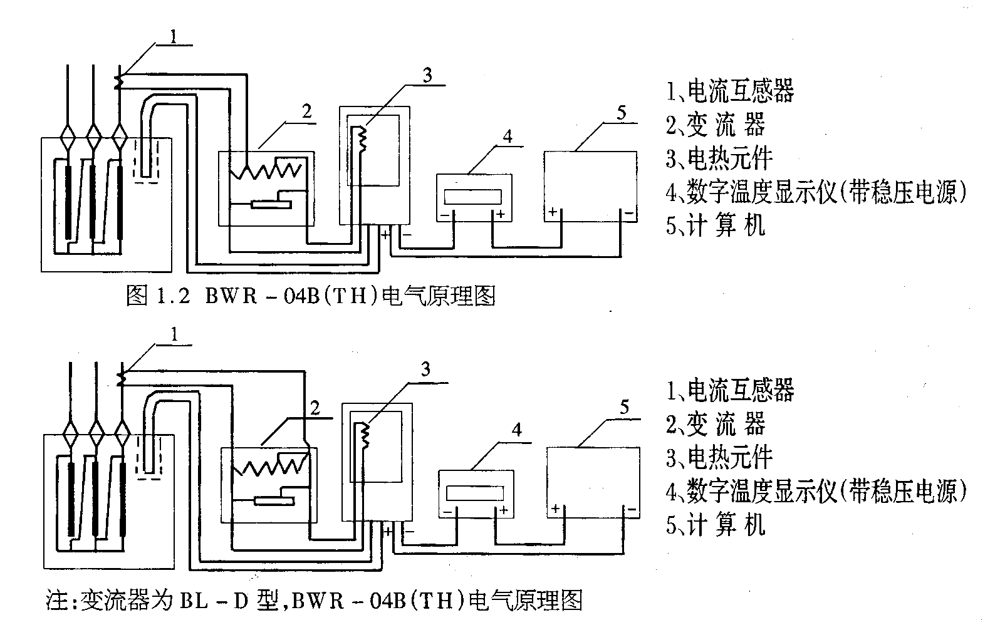 1
2
3
4
5
+
-
-
+
+
-
1、电流互感器
2、变流器
3、电热元件
4、数字温度显示仪(带稳压电源)
5、计算机
图1.2 BWR-04B(TH)电气原理图
1
2
3
4
5
+
-
-
+
+
-
1、电流互感器
2、变流器
3、电热元件
4、数字温度显示仪(带稳压电源)
5、计算机
注:变流器为BL-D型,BWR-04B(TH)电气原理图